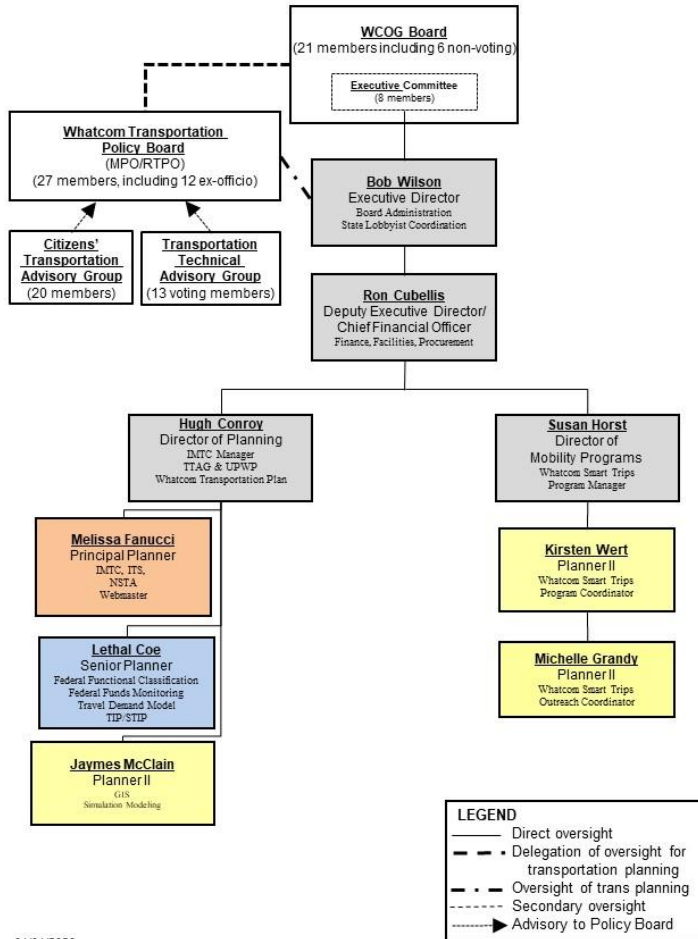 WCOG Board
(21 members including 6 non-voting)
Executive Committee
(8 members)
Whatcom Transportation
Policy Board
(MPO/RTPO)
(27 members, including 12 ex-officio)
Citizens'
Transportation
Advisory Group
(20 members)
Transportation
Technical
Advisory Group
(13 voting members)
Bob Wilson
Executive Director
Board Administration
State Lobbyist Coordination
Ron Cubellis
Deputy Executive Director/
Chief Financial Officer
Finance, Facilities, Procurement
Hugh Conroy
Director of Planning
IMTC Manager
TTAG & UPWP
Whatcom Transportation Plan
Susan Horst
Director of
Mobility Programs
Whatcom Smart Trips
Program Manager
Melissa Fanucci
Principal Planner
IMTC, ITS,
NSTA
Webmaster
Kirsten Wert
Planner II
Whatcom Smart Trips
Program Coordinator
Lethal Coe
Senior Planner
Federal Functional Classification
Federal Funds Monitoring
Travel Demand Model
TIP/STIP
Michelle Grandy
Planner II
Whatcom Smart Trips
Outreach Coordinator
Jaymes McClain
Planner II
GIS
Simulation Modeling
LEGEND
Direct oversight
Delegation of oversight for
transportation planning
Oversight of trans planning
Secondary oversight
Advisory to Policy Board